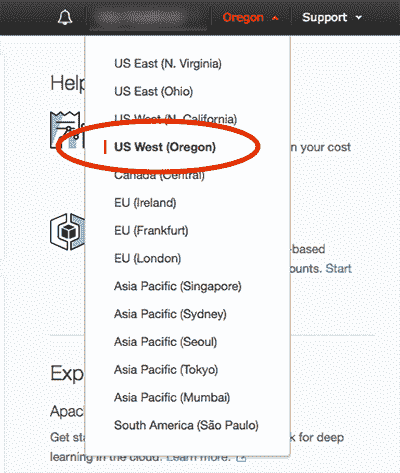 Oregon
Support
Help
US East (N. Virginia)
US East (Ohio)
US West (N. California)
US West (Oregon)
n your cost
Canada (Central)
EU (Ireland)
EU (Frankfurt)
-based
EU (London)
ounts. Start
Asia Pacific (Singapore)
Asia Pacific (Sydney)
Asia Pacific (Seoul)
Asia Pacific (Tokyo)
Exp
Asia Pacific (Mumbai)
Apac
South America (São Paulo)
Get sta
k for deep
learning in the cloud. Learn more.